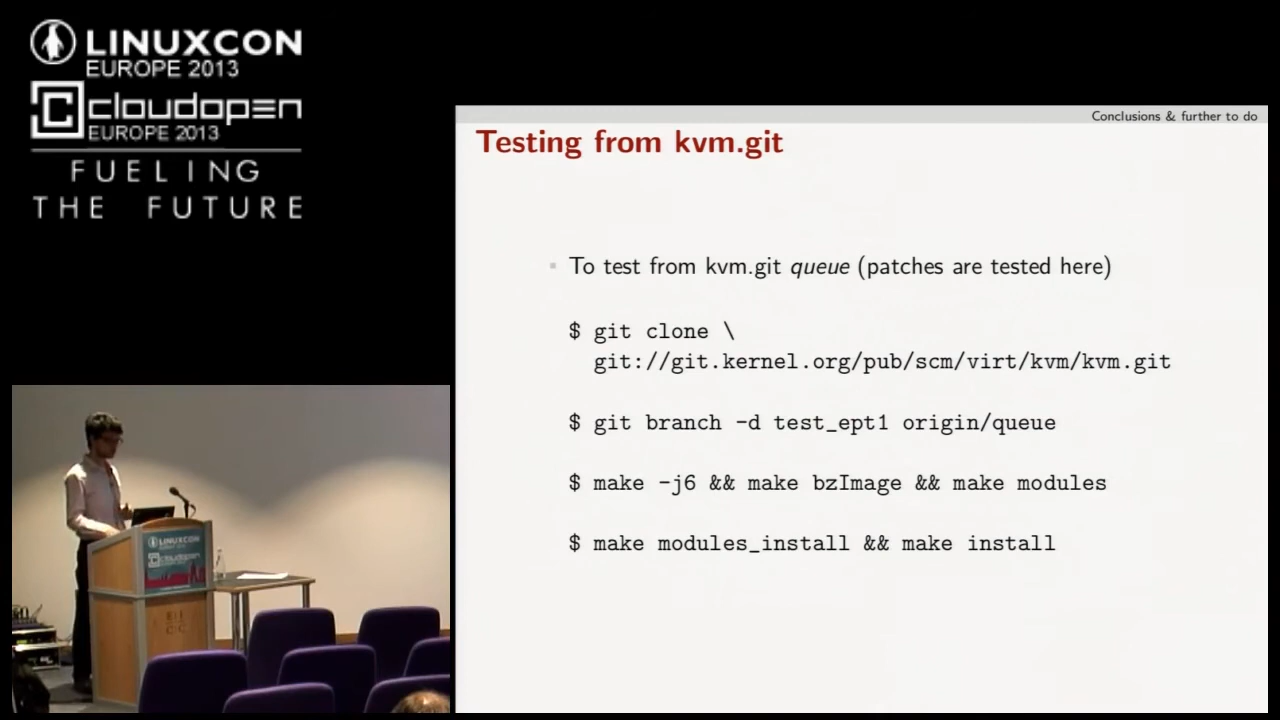 LINUXCON
EUROPE 2013
cloudopen
EUROPE 2013
FUELING
THE FUTURE
Conclusions & further to do
Testing from kvm.git
To test from kvm.git queue (patches are tested here)
$ git clone \
git://git.kernel.org/pub/scm/virt/kvm/kvm.git
$ git branch -d test_ept1 origin/queue
$ make -j6 && make bzImage && make modules
$ make modules_install && make install
LINUXCON
cloudopen